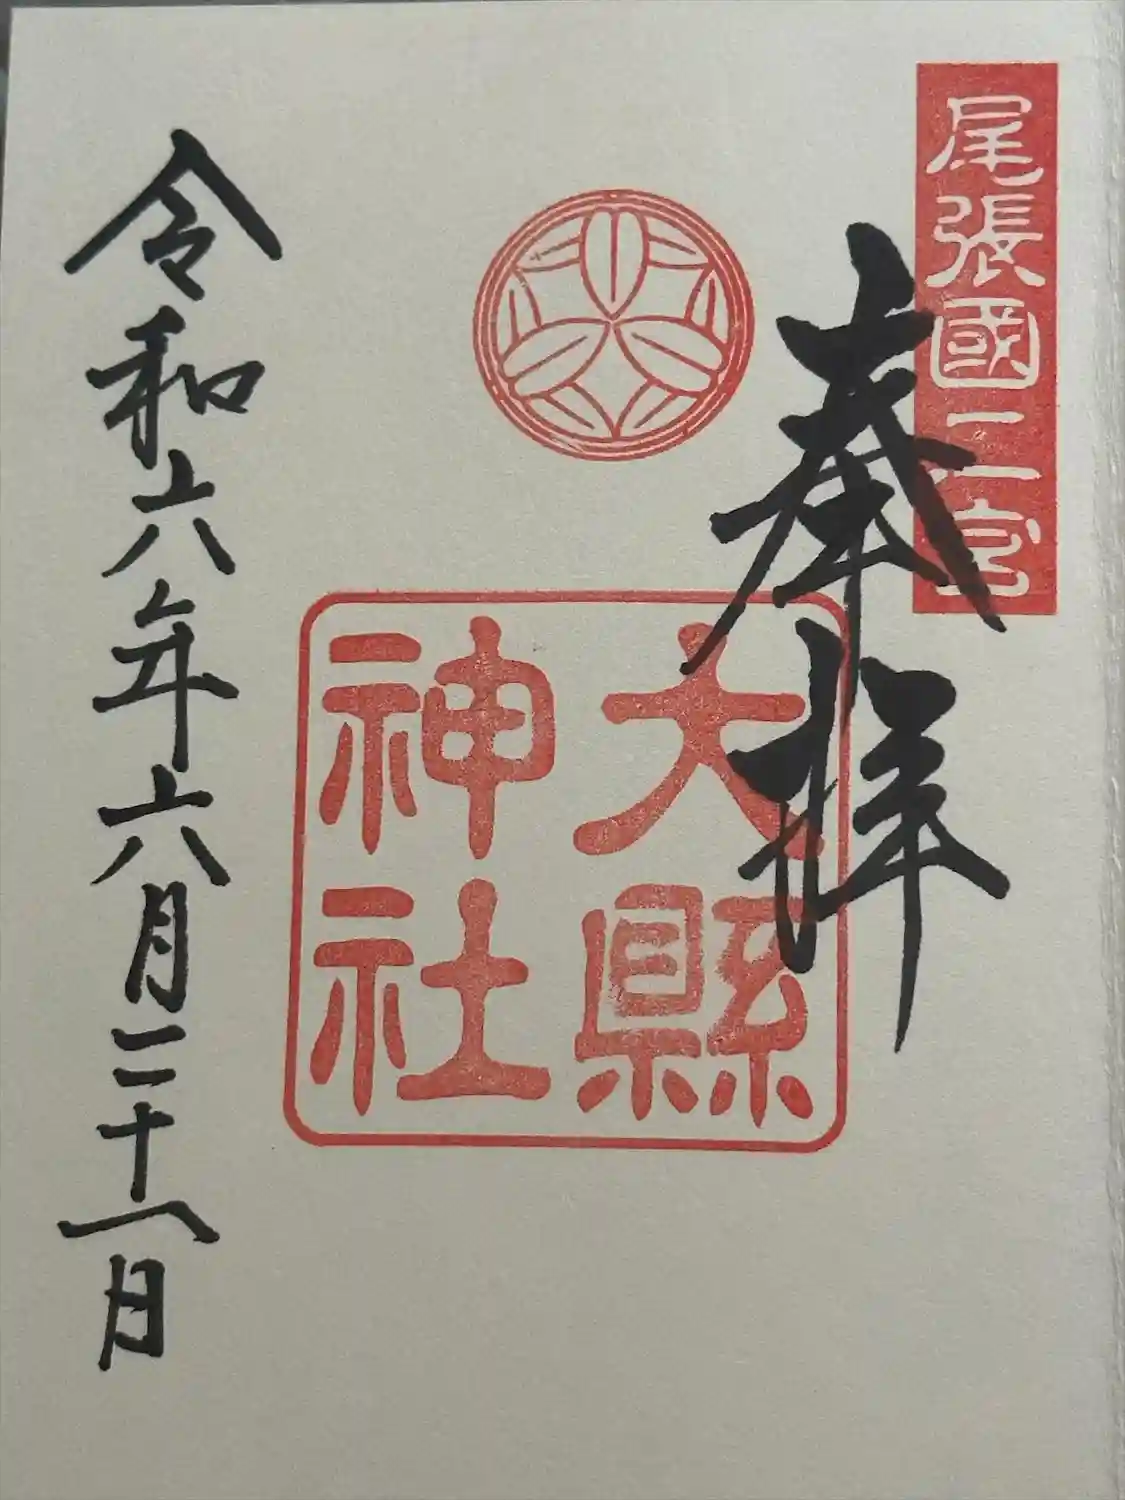 尾張國二宮
奉拝
大縣
神社
令和六年六月二十一日